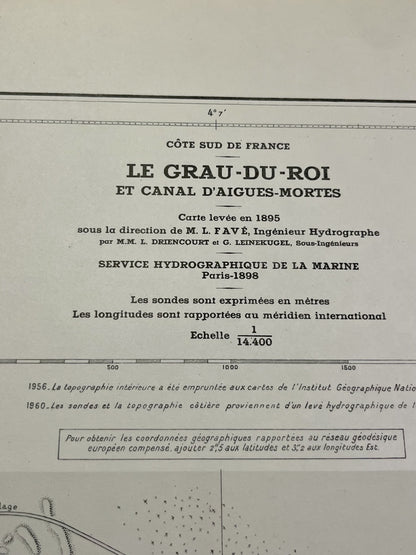 4° 7'
CÔTE SUD DE FRANCE
LE GRAU-DU-ROI
ET CANAL D'AIGUES-MORTES
Carte levée en 1895
sous la direction de M. L. FAVÉ, Ingénieur Hydrographe
par M.M. L. DRIENCOURT et G. LEINEKUGEL, Sous-Ingénieurs
SERVICE HYDROGRAPHIQUE DE LA MARINE
Paris-1898
Les sondes sont exprimées en mètres
Les longitudes sont rapportées au méridien international
Echelle 1/14.400
500 1000 1500
1956_La topographie intérieure a été empruntée aux cartes de l'Institut Géographique Natio
1960_Les sondes et la topographie côtière proviennent d'un levé hydrographique de
Pour obtenir les coordonnées géographiques rapportées au réseau géodésique
européen compensé, ajouter 2",5 aux latitudes et 3",2 aux longitudes Est.
lage